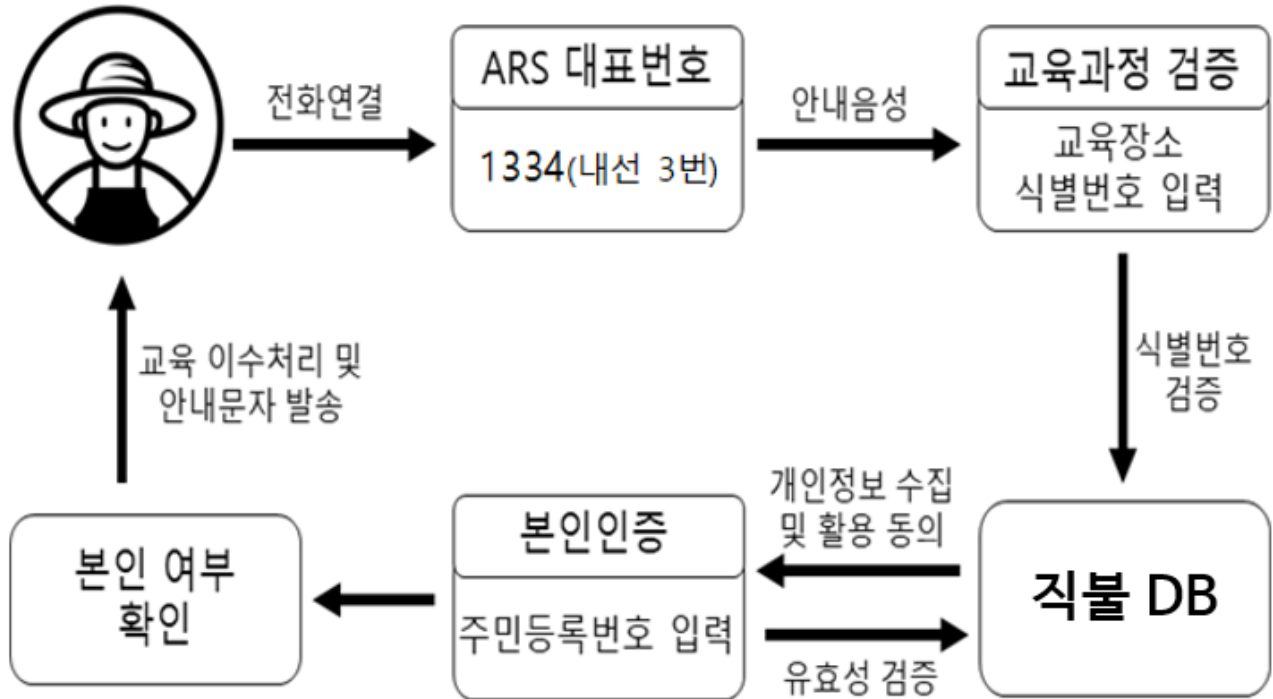 전화연결
ARS 대표번호
1334(내선 3번)
안내음성
교육과정 검증
교육장소
식별번호 입력
식별번호
검증
직불 DB
개인정보 수집
및 활용 동의
유효성 검증
본인인증
주민등록번호 입력
본인 여부
확인
교육 이수처리 및
안내문자 발송